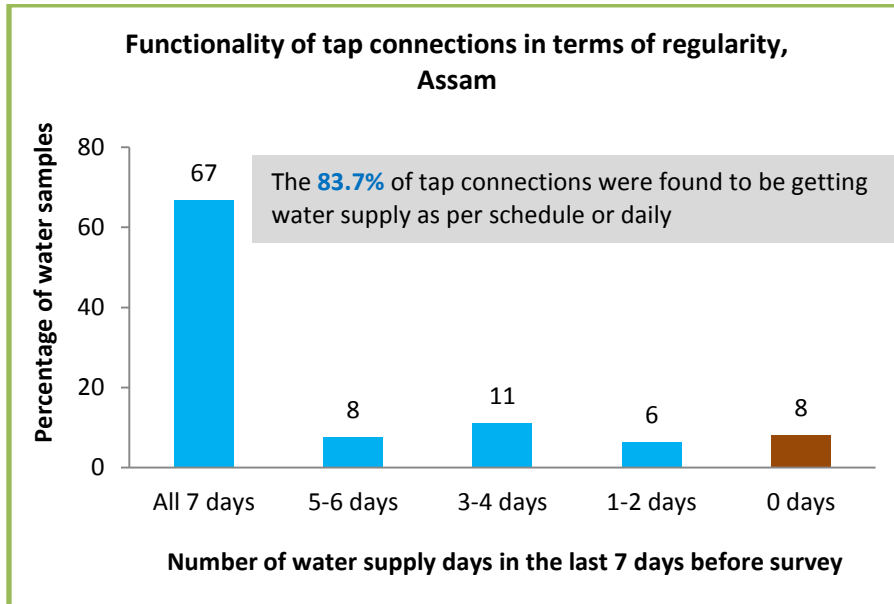 Functionality of tap connections in terms of regularity,
Assam
Percentage of water samples
80
60
40
20
0
67
8
11
6
8
The 83.7% of tap connections were found to be getting
water supply as per schedule or daily
All 7 days
5-6 days
3-4 days
1-2 days
0 days
Number of water supply days in the last 7 days before survey